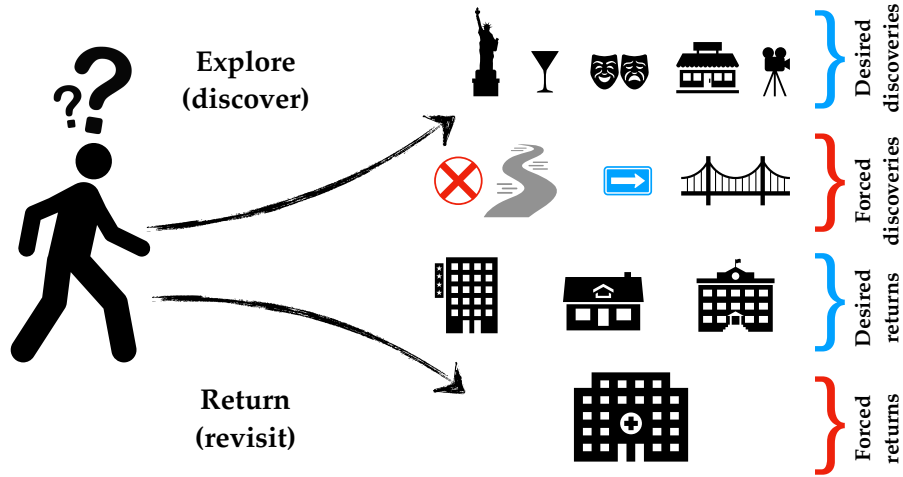 Explore
(discover)
Return
(revisit)
Desired
discoveries
Forced
discoveries
Desired
returns
Forced
returns